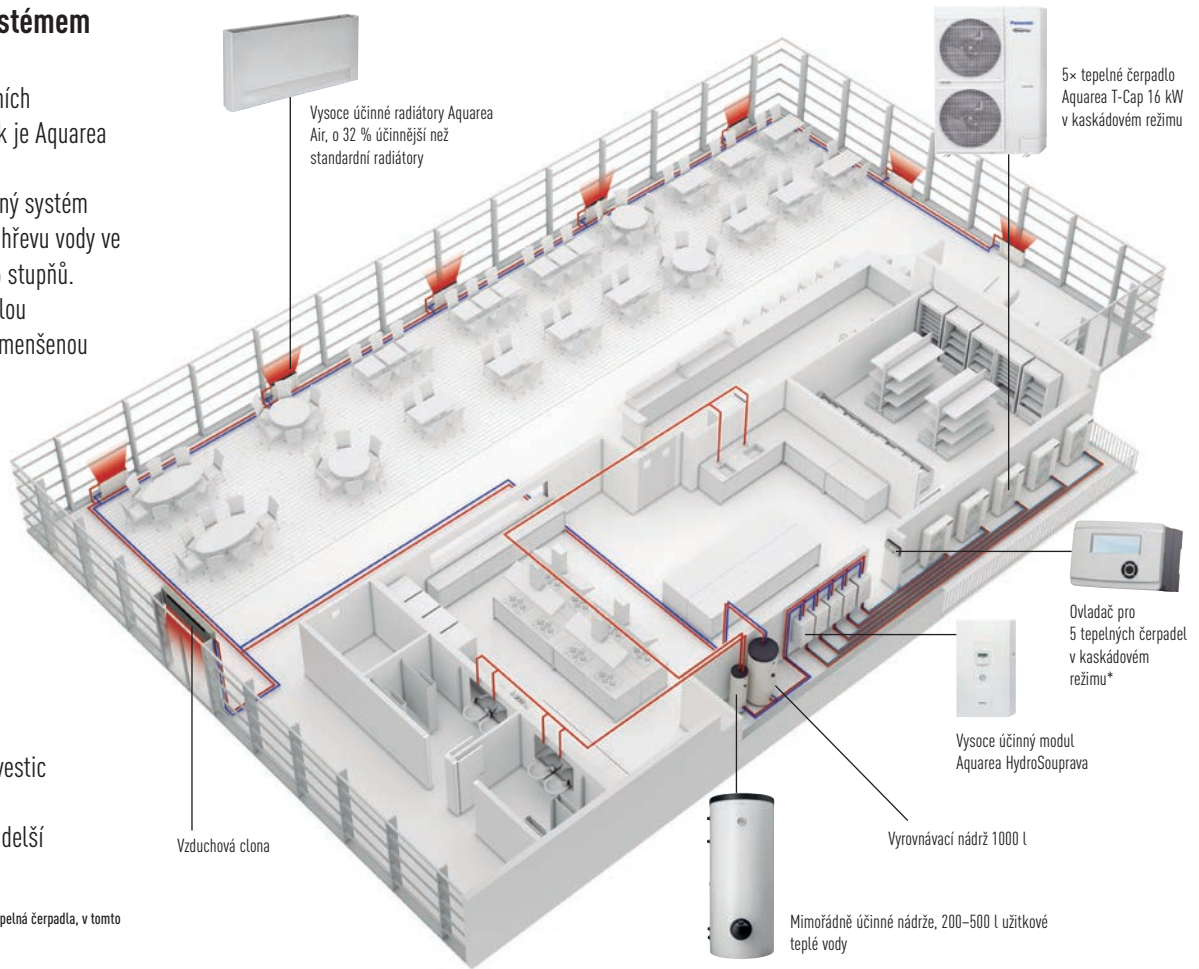 stémem
ních
k je Aquarea
ný systém
hřevu vody ve
stupňů.
lou
menšenou
vestic
delší
pelná čerpadla, v tomto
Vysoce účinné radiátory Aquarea
Air, o 32 % účinnější než
standardní radiátory
Panasonic
5× tepelné čerpadlo
Aquarea T-Cap 16 kW
v kaskádovém režimu
Ovladač pro
5 tepelných čerpadel
v kaskádovém
režimu*
Vysoce účinný modul
Aquarea HydroSouprava
Vyrovnávací nádrž 1000 l
Mimořádně účinné nádrže, 200–500 l užitkové
teplé vody
Vzduchová clona